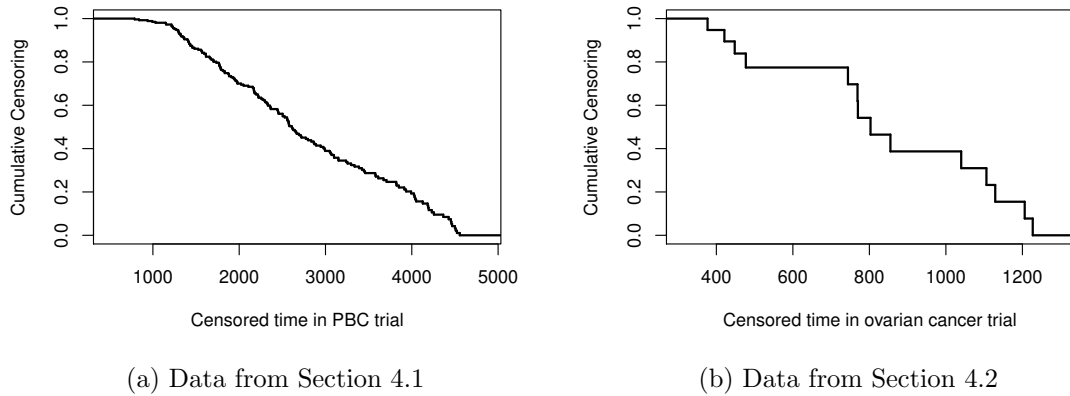 Cumulative Censoring
0.0 0.2 0.4 0.6 0.8 1.0
1000 2000 3000 4000 5000
Censored time in PBC trial
(a) Data from Section 4.1
Cumulative Censoring
0.0 0.2 0.4 0.6 0.8 1.0
400 600 800 1000 1200
Censored time in ovarian cancer trial
(b) Data from Section 4.2